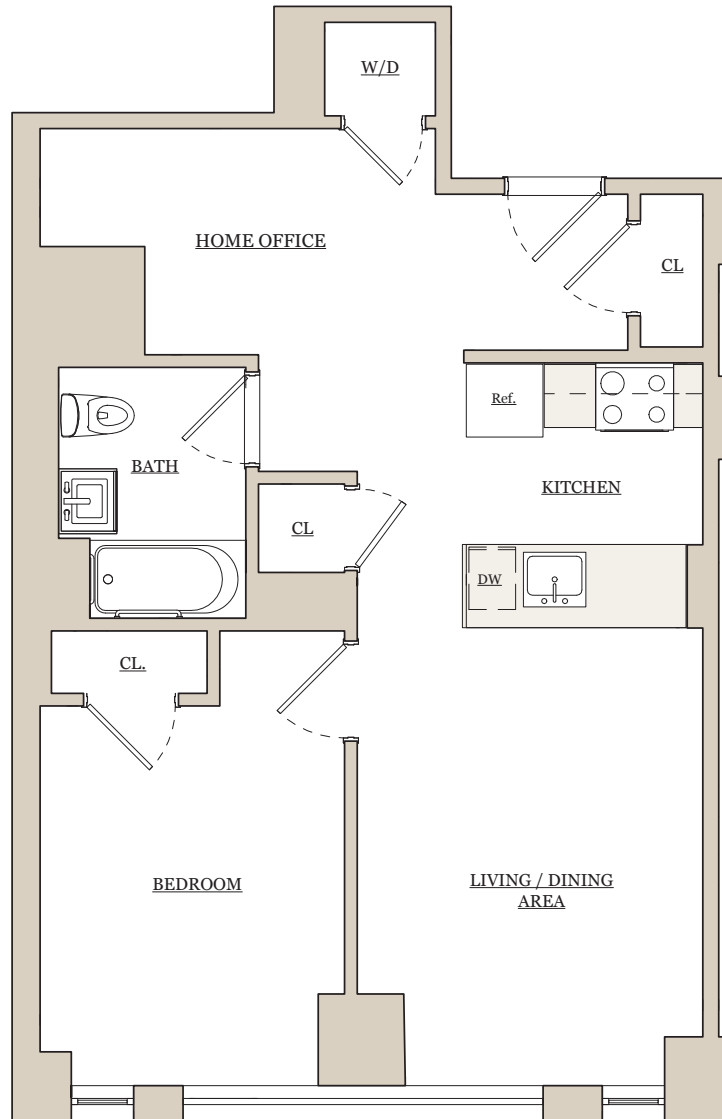 W/D
HOME OFFICE
CL
Ref.
BATH
KITCHEN
CL
DW
CL.
BEDROOM
LIVING / DINING
AREA